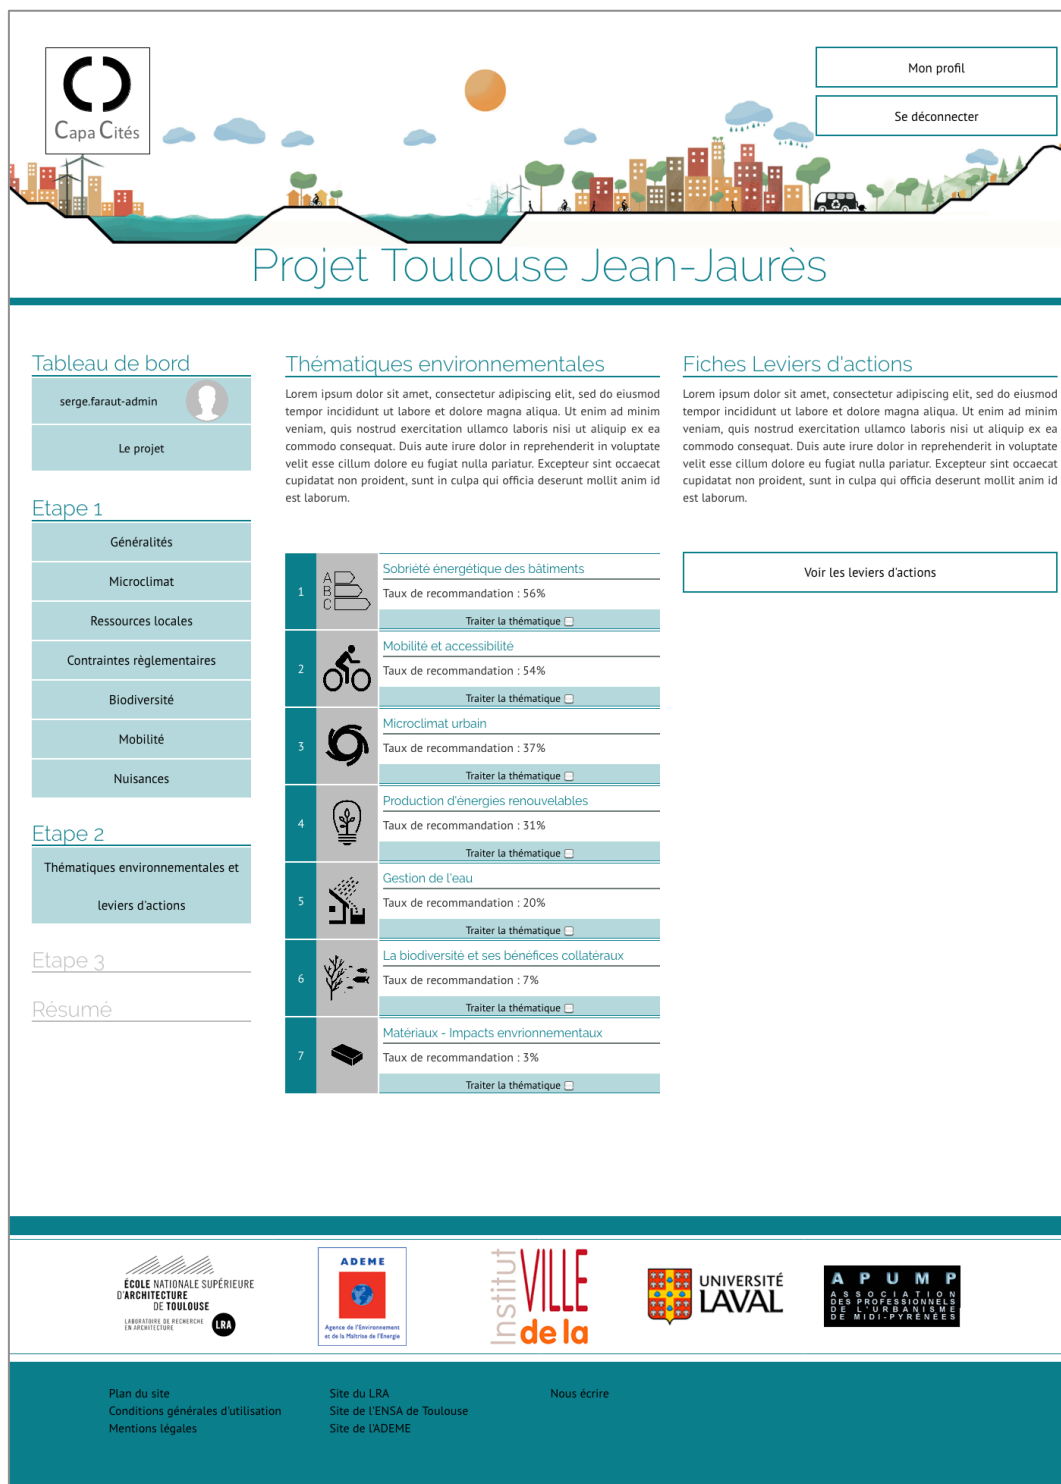 Capa Cités
Mon profil
Se déconnecter
Projet Toulouse Jean-Jaurès
Tableau de bord
serge.faraut-admin
Le projet
Etape 1
Généralités
Microclimat
Ressources locales
Contraintes règlementaires
Biodiversité
Mobilité
Nuisances
Etape 2
Thématiques environnementales et
leviers d'actions
Etape 3
Résumé
Thématiques environnementales
Lorem ipsum dolor sit amet, consectetur adipiscing elit, sed do eiusmod
tempor incididunt ut labore et dolore magna aliqua. Ut enim ad minim
veniam, quis nostrud exercitation ullamco laboris nisi ut aliquip ex ea
commodo consequat. Duis aute irure dolor in reprehenderit in voluptate
velit esse cillum dolore eu fugiat nulla pariatur. Excepteur sint occaecat
cupidatat non proident, sunt in culpa qui officia deserunt mollit anim id
est laborum.
1
A
B
C
Sobriété énergétique des bâtiments
Taux de recommandation : 56%
Traiter la thématique
2
Mobilité et accessibilité
Taux de recommandation : 54%
Traiter la thématique
3
Microclimat urbain
Taux de recommandation : 37%
Traiter la thématique
4
Production d'énergies renouvelables
Taux de recommandation : 31%
Traiter la thématique
5
Gestion de l'eau
Taux de recommandation : 20%
Traiter la thématique
6
La biodiversité et ses bénéfices collatéraux
Taux de recommandation : 7%
Traiter la thématique
7
Matériaux - Impacts envrionnementaux
Taux de recommandation : 3%
Traiter la thématique
Fiches Leviers d'actions
Lorem ipsum dolor sit amet, consectetur adipiscing elit, sed do eiusmod
tempor incididunt ut labore et dolore magna aliqua. Ut enim ad minim
veniam, quis nostrud exercitation ullamco laboris nisi ut aliquip ex ea
commodo consequat. Duis aute irure dolor in reprehenderit in voluptate
velit esse cillum dolore eu fugiat nulla pariatur. Excepteur sint occaecat
cupidatat non proident, sunt in culpa qui officia deserunt mollit anim id
est laborum.
Voir les leviers d'actions
ÉCOLE NATIONALE SUPÉRIEURE
D'ARCHITECTURE
DE TOULOUSE
LABORATOIRE DE RECHERCHE
EN ARCHITECTURE
LRA
ADEME
Agence de l'Environnement
et de la Maîtrise de l'Energie
Institut
VILLE
de la
UNIVERSITÉ
LAVAL
APUMP
ASSOCIATION
DES PROFESSIONNELS
DE L'URBANISME
DE MIDI-PYRÉNÉES
Plan du site
Conditions générales d'utilisation
Mentions légales
Site du LRA
Site de l'ENSA de Toulouse
Site de l'ADEME
Nous écrire